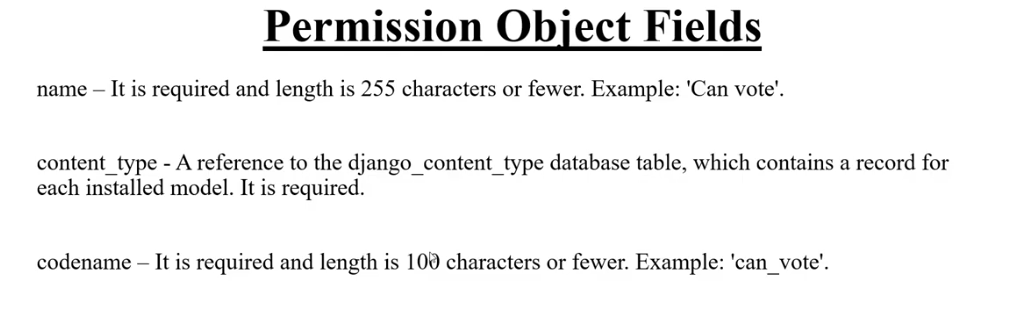 Permission Object Fields
name – It is required and length is 255 characters or fewer. Example: 'Can vote'.
content_type - A reference to the django_content_type database table, which contains a record for
each installed model. It is required.
codename – It is required and length is 100 characters or fewer. Example: 'can_vote'.